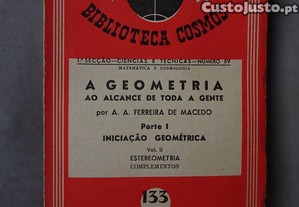 CustoJusto.pt
BIBLIOTECA COSMOS
1ª SECÇÃO—CIÊNCIAS E TÉCNICAS—NÚMERO 57
MATEMÁTICA E COSMOLOGIA
A GEOMETRIA
AO ALCANCE DE TODA A GENTE
por A. A. FERREIRA DE MACEDO
Parte I
INICIAÇÃO GEOMÉTRICA
Vol. II
ESTEREOMETRIA
COMPLEMENTOS
133